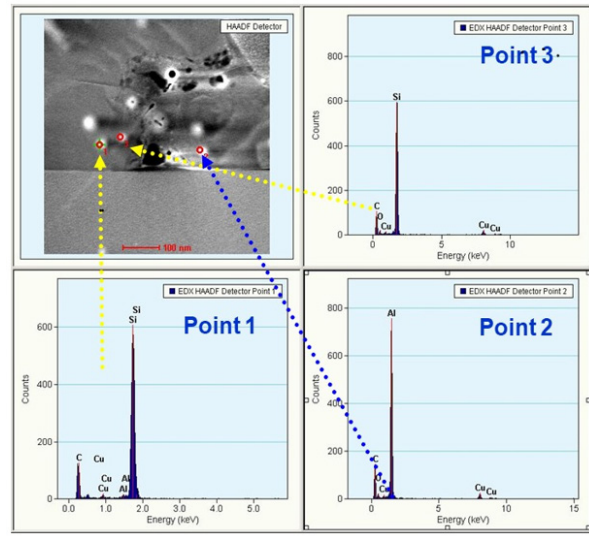 HAADF Detector
100 nm
EDX HAADF Detector Point 3
Point 3
800
600
400
200
0
Counts
Si
C
O
Cu
Cu
Cu
0
5
10
Energy (keV)
EDX HAADF Detector Point 1
Point 1
600
400
200
0
Counts
Si
Si
C
Cu
Cu
Cu
Al
Al
0.0
1.0
2.0
3.0
4.0
5.0
Energy (keV)
EDX HAADF Detector Point 2
Point 2
800
600
400
200
0
Counts
Al
C
O
Cu
Cu
Cu
0
5
10
15
Energy (keV)